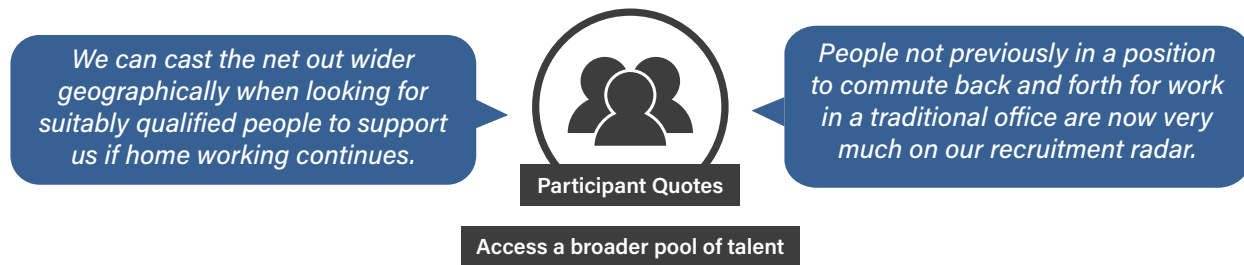 We can cast the net out wider
geographically when looking for
suitably qualified people to support
us if home working continues.
People not previously in a position
to commute back and forth for work
in a traditional office are now very
much on our recruitment radar.
Participant Quotes
Access a broader pool of talent